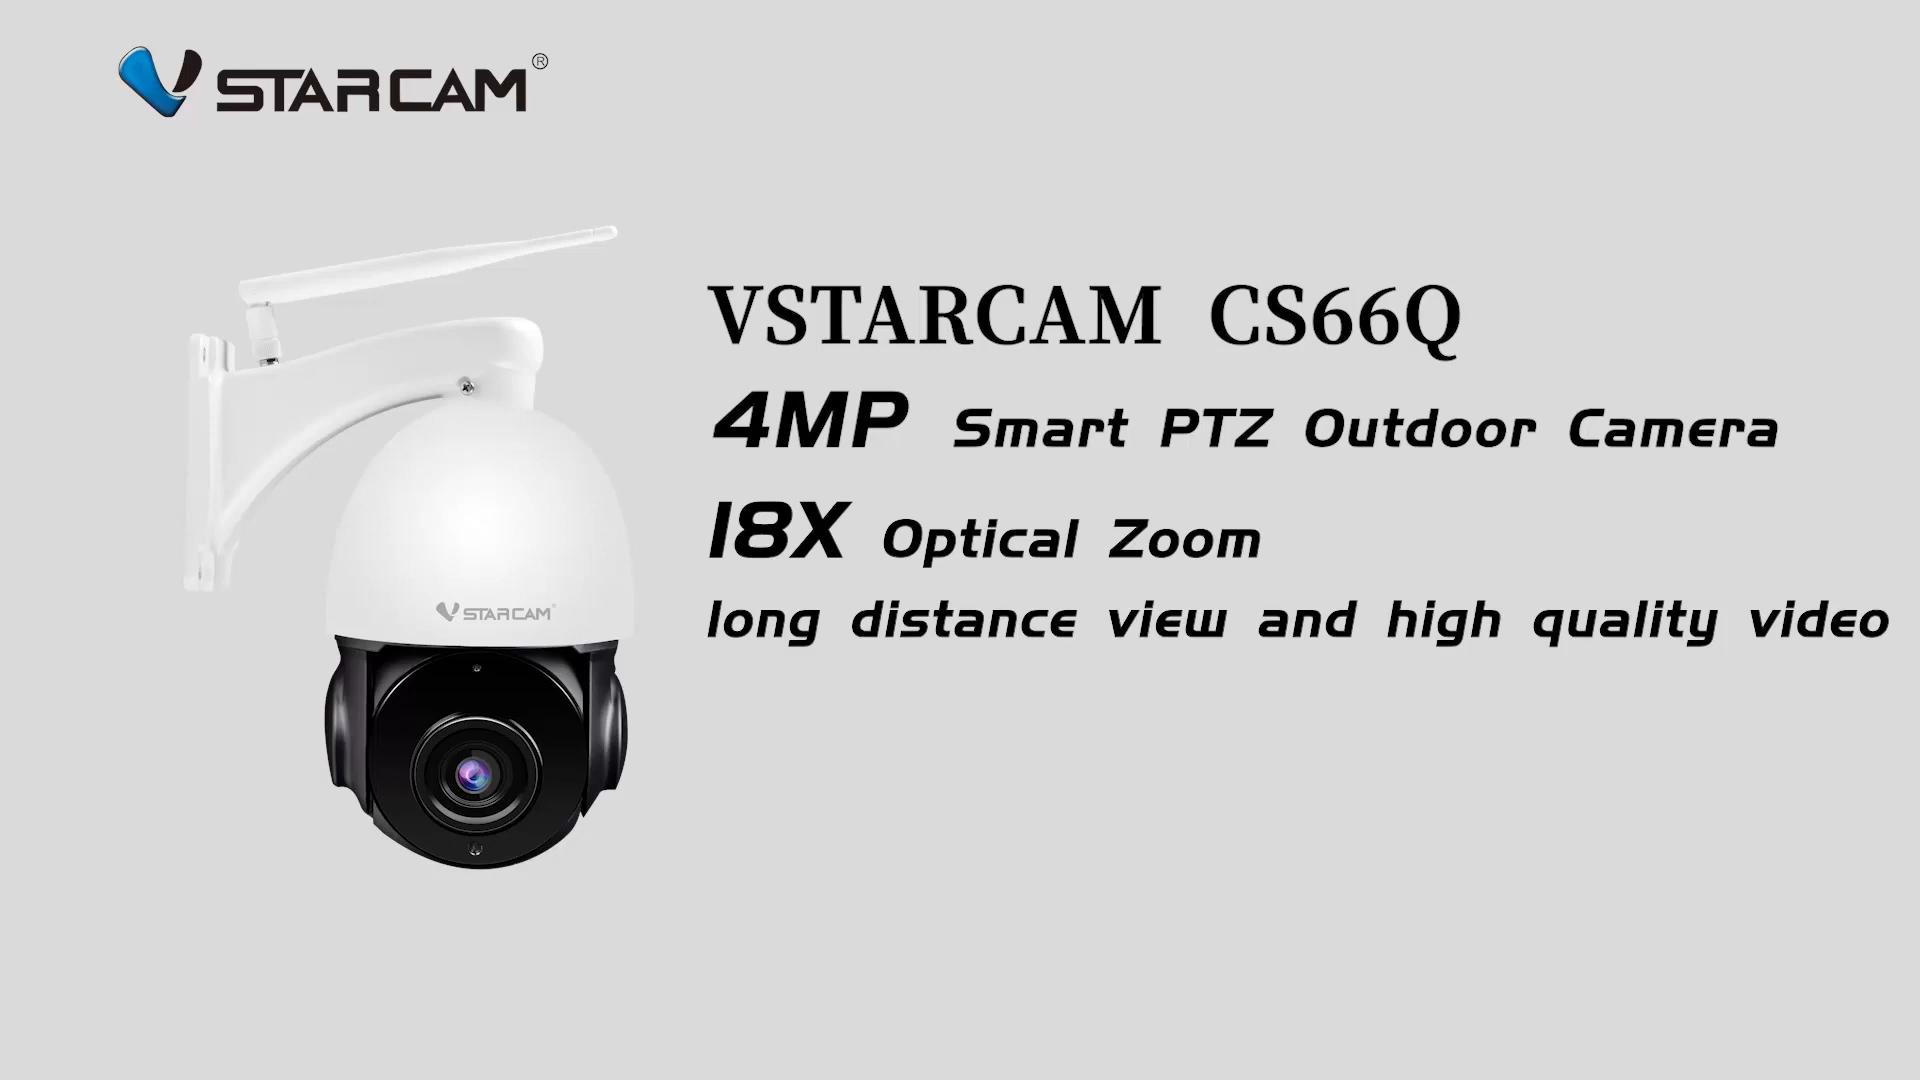 VSTARCAM®
VSTARCAM CS66Q
4MP Smart PTZ Outdoor Camera
18X Optical Zoom
long distance view and high quality video
VSTARCAM®